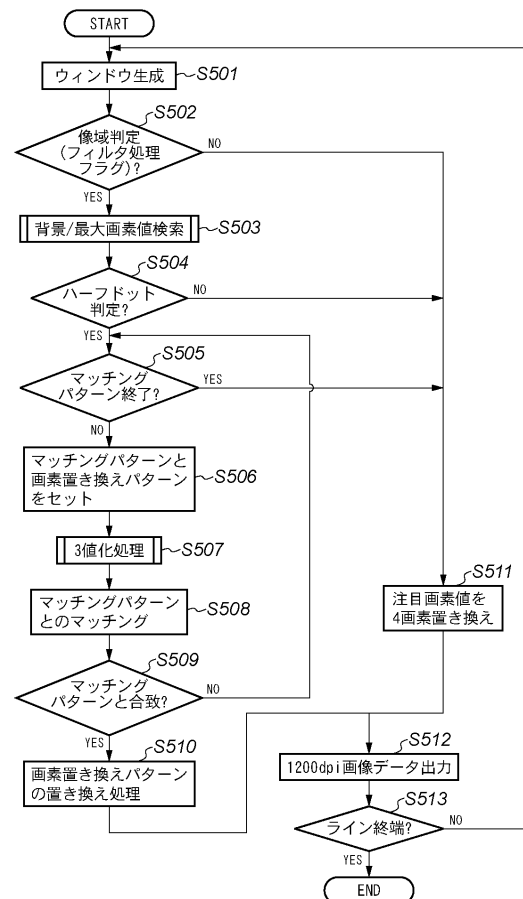 START
ウィンドウ生成
S501
像域判定
(フィルタ処理
フラグ)?
S502
NO
YES
背景/最大画素値検索
S503
ハーフドット
判定?
S504
NO
YES
マッチング
パターン終了?
S505
YES
NO
マッチングパターンと
画素置き換えパターン
をセット
S506
3値化処理
S507
マッチングパターン
とのマッチング
S508
マッチング
パターンと合致?
S509
NO
YES
画素置き換えパターン
の置き換え処理
S510
注目画素値を
4画素置き換え
S511
1200dpi画像データ出力
S512
ライン終端?
S513
NO
YES
END